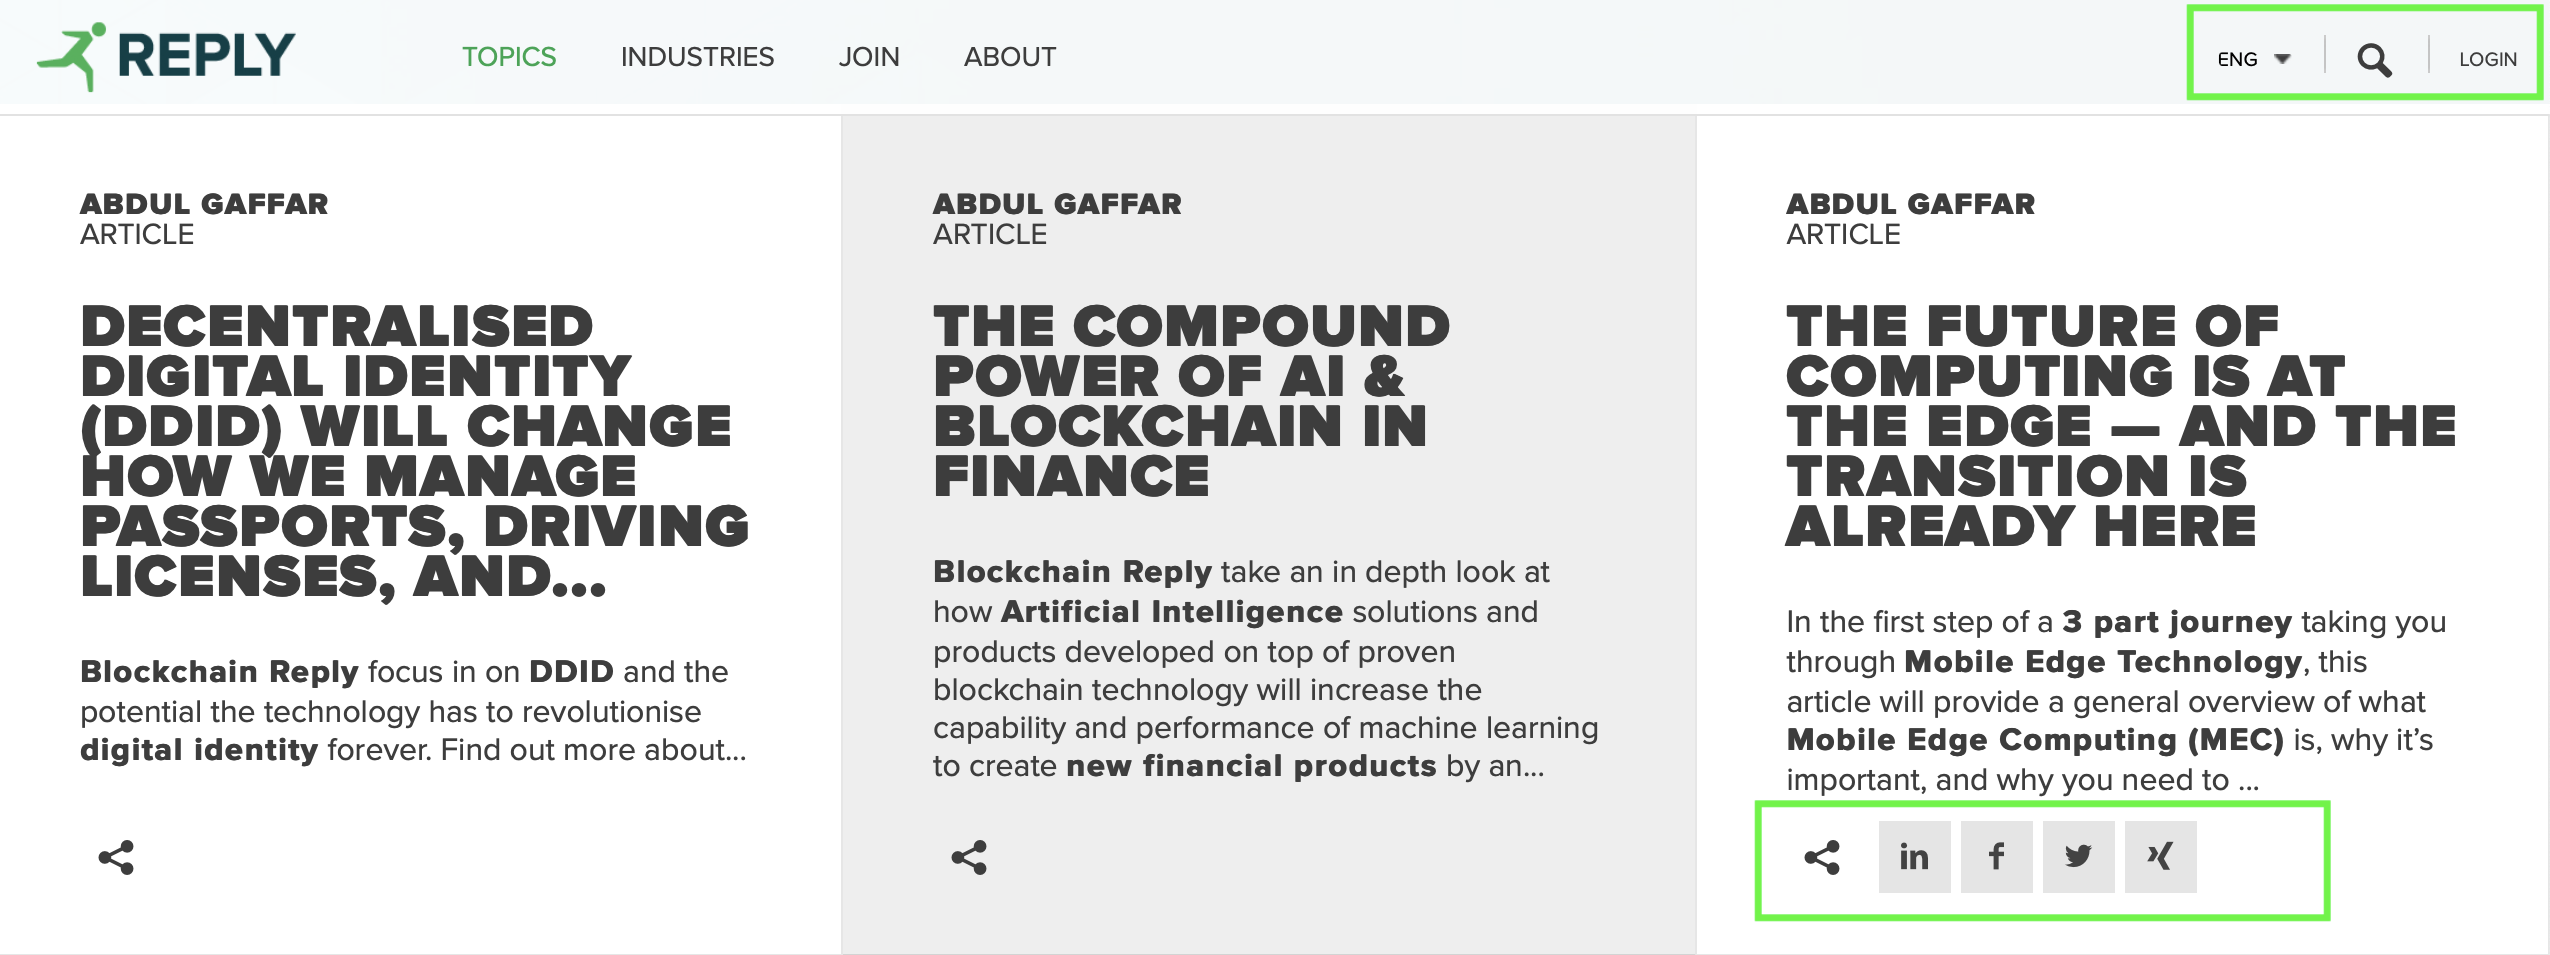 REPLY
TOPICS
INDUSTRIES
JOIN
ABOUT
ENG
LOGIN
ABDUL GAFFAR
ARTICLE
DECENTRALISED
DIGITAL IDENTITY
(DDID) WILL CHANGE
HOW WE MANAGE
PASSPORTS, DRIVING
LICENSES, AND...
Blockchain Reply focus in on DDID and the
potential the technology has to revolutionise
digital identity forever. Find out more about...
ABDUL GAFFAR
ARTICLE
THE COMPOUND
POWER OF AI &
BLOCKCHAIN IN
FINANCE
Blockchain Reply take an in depth look at
how Artificial Intelligence solutions and
products developed on top of proven
blockchain technology will increase the
capability and performance of machine learning
to create new financial products by an...
ABDUL GAFFAR
ARTICLE
THE FUTURE OF
COMPUTING IS AT
THE EDGE — AND THE
TRANSITION IS
ALREADY HERE
In the first step of a 3 part journey taking you
through Mobile Edge Technology, this
article will provide a general overview of what
Mobile Edge Computing (MEC) is, why it’s
important, and why you need to ...
in
f